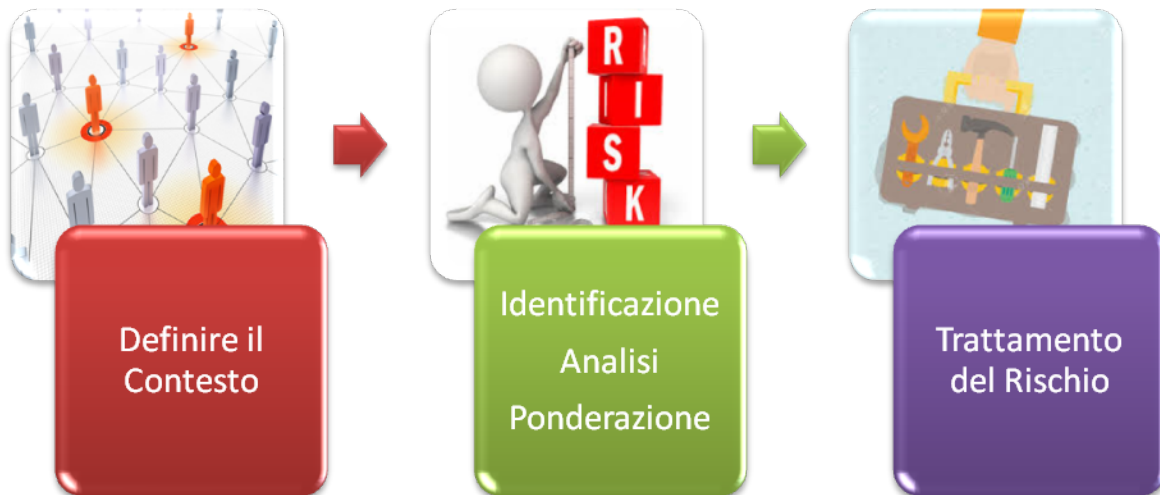 R
I
S
K
Definire il
Contesto
Identificazione
Analisi
Ponderazione
Trattamento
del Rischio